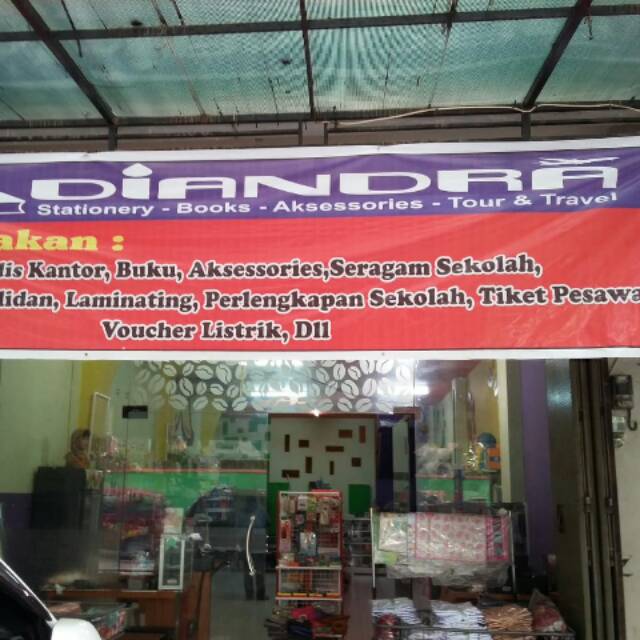 DIANDRA
Stationery - Books - Aksessories - Tour & Travel
akan :
lis Kantor, Buku, Aksessories,Seragam Sekolah,
lidan, Laminating, Perlengkapan Sekolah, Tiket Pesawa
Voucher Listrik, Dll